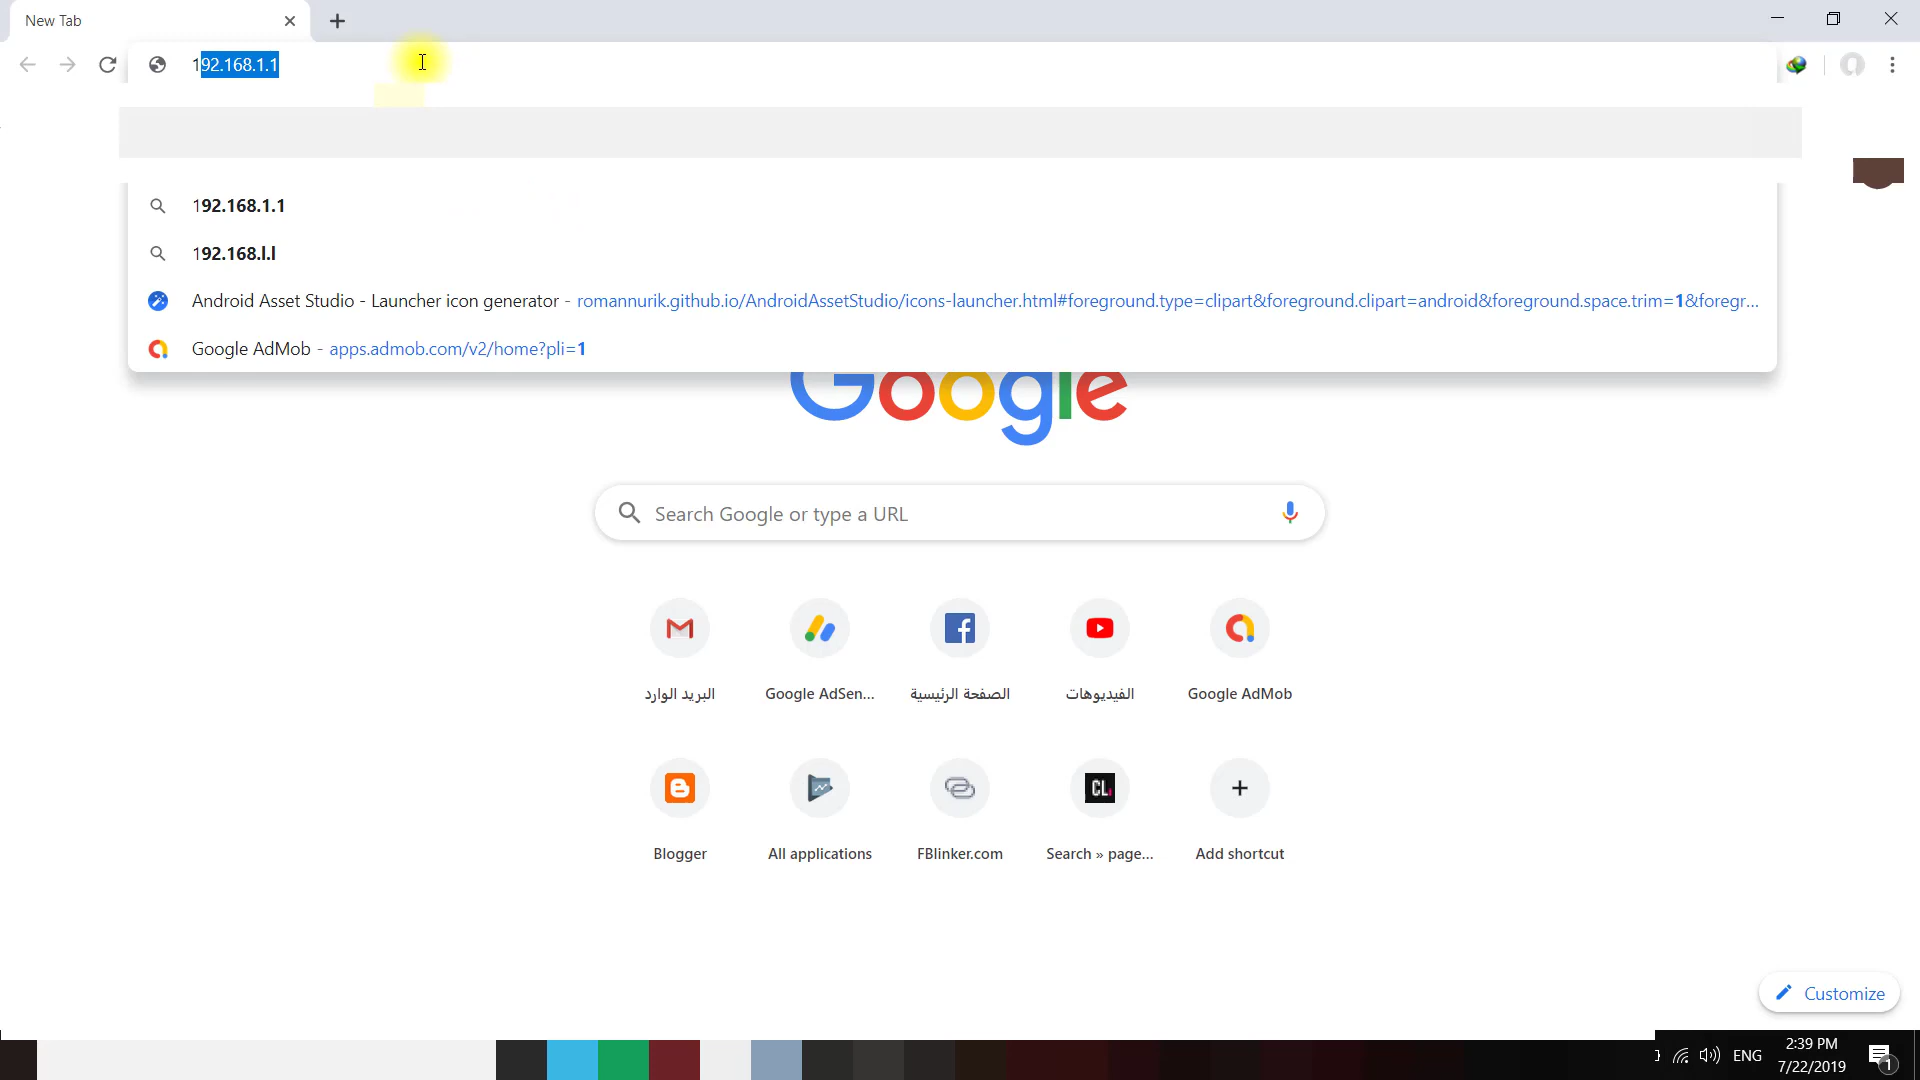 New Tab
192.168.1.1
192.168.1.1
192.168.l.l
Android Asset Studio - Launcher icon generator - romannurik.github.io/AndroidAssetStudio/icons-launcher.html#foreground.type=clipart&foreground.clipart=android&foreground.space.trim=1&foregr...
Google AdMob - apps.admob.com/v2/home?pli=1
Google
Search Google or type a URL
البريد الوارد
Google AdSen...
الصفحة الرئيسية
الفيديوهات
Google AdMob
CL
Blogger
All applications
FBlinker.com
Search » page...
Add shortcut
Customize
ENG
2:39 PM
7/22/2019
1